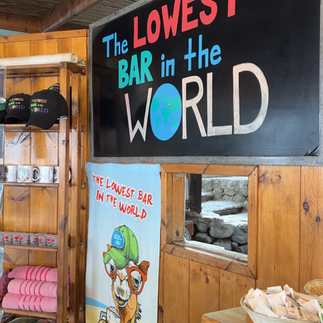 The LOWEST
BAR in the
WORLD
THE LOWEST BAR
IN THE WORLD